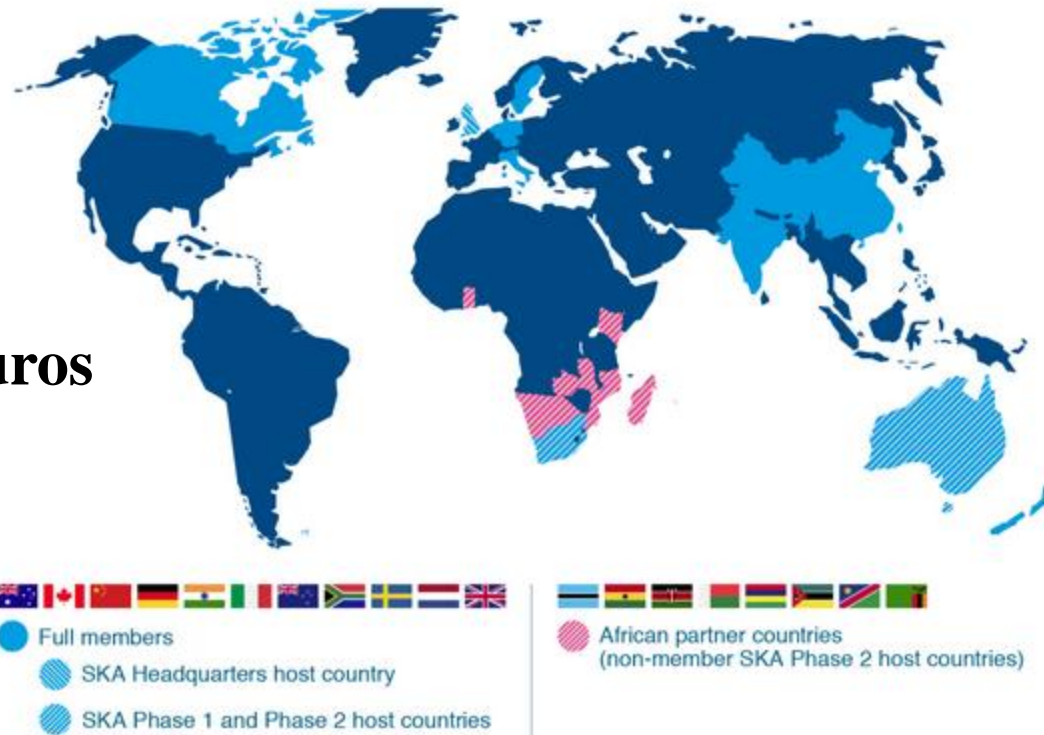 uros
Full members
SKA Headquarters host country
SKA Phase 1 and Phase 2 host countries
African partner countries
(non-member SKA Phase 2 host countries)